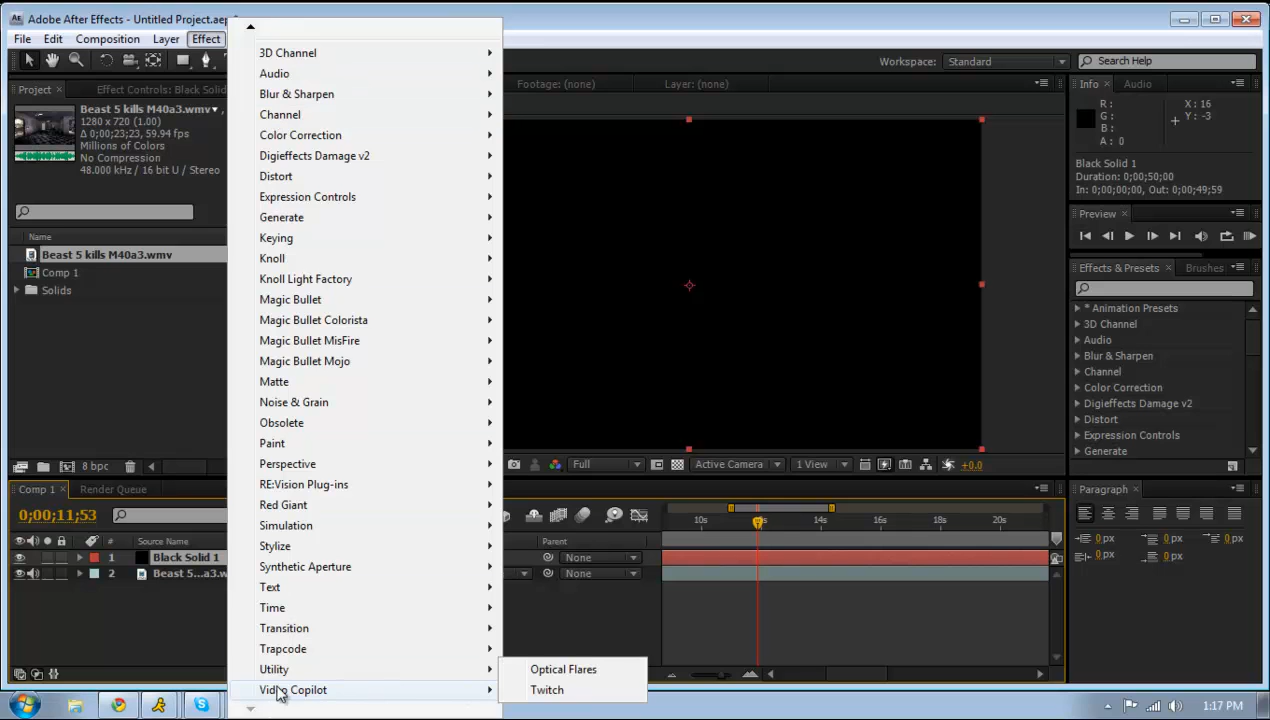 Adobe After Effects - Untitled Project.aep *
File Edit Composition Layer Effect
Workspace: Standard
Search Help
Project × Effect Controls: Black Solid
Footage: (none) Layer: (none)
Info × Audio
Beast 5 kills M40a3.wmv
1280 x 720 (1.00)
Δ 0;00;23;23, 59.94 fps
Millions of Colors
No Compression
48.000 kHz / 16 bit U / Stereo
R :
G :
B :
A : 0
X : 16
Y : -3
Black Solid 1
Duration: 0;00;50;00
In: 0;00;00;00, Out: 0;00;49;59
Preview ×
Name
Beast 5 kills M40a3.wmv
Comp 1
Solids
8 bpc
3D Channel
Audio
Blur & Sharpen
Channel
Color Correction
Digieffects Damage v2
Distort
Expression Controls
Generate
Keying
Knoll
Knoll Light Factory
Magic Bullet
Magic Bullet Colorista
Magic Bullet MisFire
Magic Bullet Mojo
Matte
Noise & Grain
Obsolete
Paint
Perspective
RE:Vision Plug-ins
Red Giant
Simulation
Stylize
Synthetic Aperture
Text
Time
Transition
Trapcode
Utility
Video Copilot
Optical Flares
Twitch
Effects & Presets × Brushes
* Animation Presets
3D Channel
Audio
Blur & Sharpen
Channel
Color Correction
Digieffects Damage v2
Distort
Expression Controls
Generate
Full Active Camera 1 View +0.0
Comp 1 × Render Queue
0;00;11;53
# Source Name
Parent
1 Black Solid 1 None
2 Beast 5...a3.w None
10s 14s 16s 18s 20s
Paragraph ×
0 px 0 px 0 px
0 px 0 px
1:17 PM